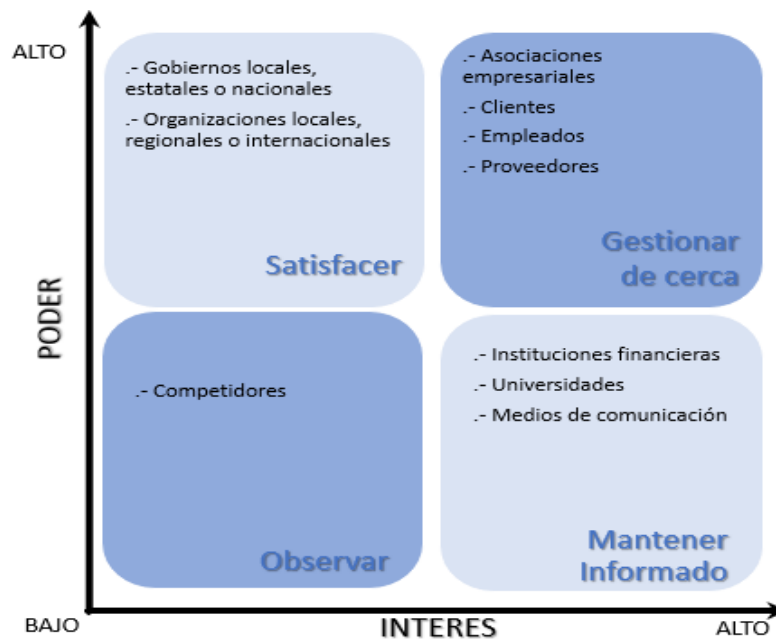 ALTO
.- Gobiernos locales,
estatales o nacionales
.- Organizaciones locales,
regionales o internacionales
Satisfacer
.- Asociaciones
empresariales
.- Clientes
.- Empleados
.- Proveedores
Gestionar
de cerca
PODER
.- Competidores
Observar
.- Instituciones financieras
.- Universidades
.- Medios de comunicación
Mantener
Informado
BAJO
INTERES
ALTO